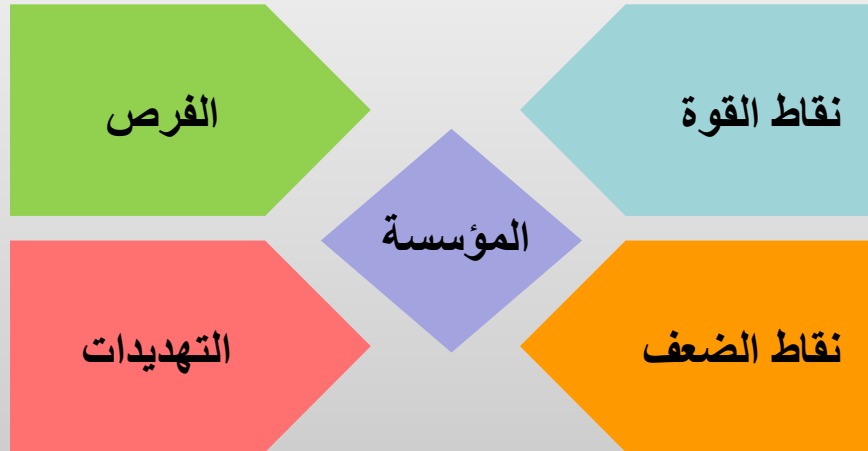 نقاط القوة
الفرص
المؤسسة
نقاط الضعف
التهديدات